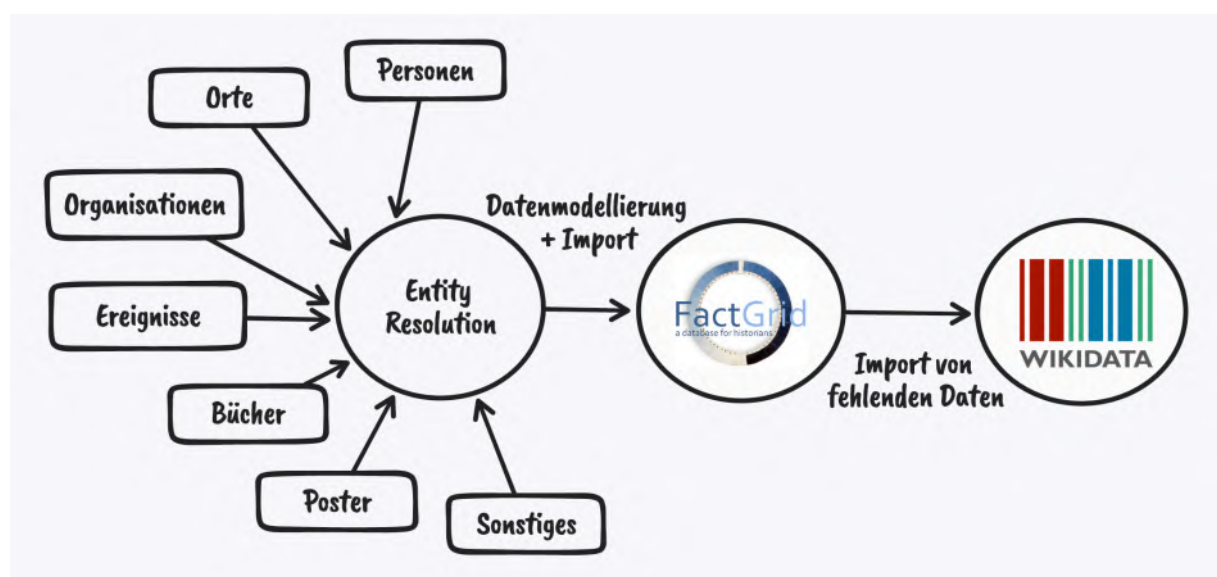 Personen
Orte
Organisationen
Ereignisse
Bücher
Poster
Sonstiges
Entity
Resolution
Datenmodellierung
+ Import
FactGrid
a database for historians
Import von
fehlenden Daten
WIKIDATA